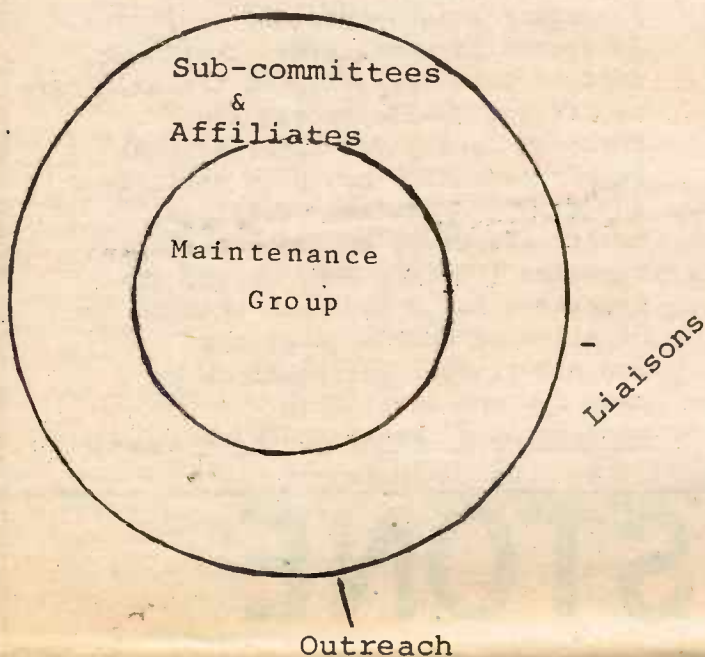 Sub-committees
&
Affiliates
Maintenance
Group
Liaisons
Outreach